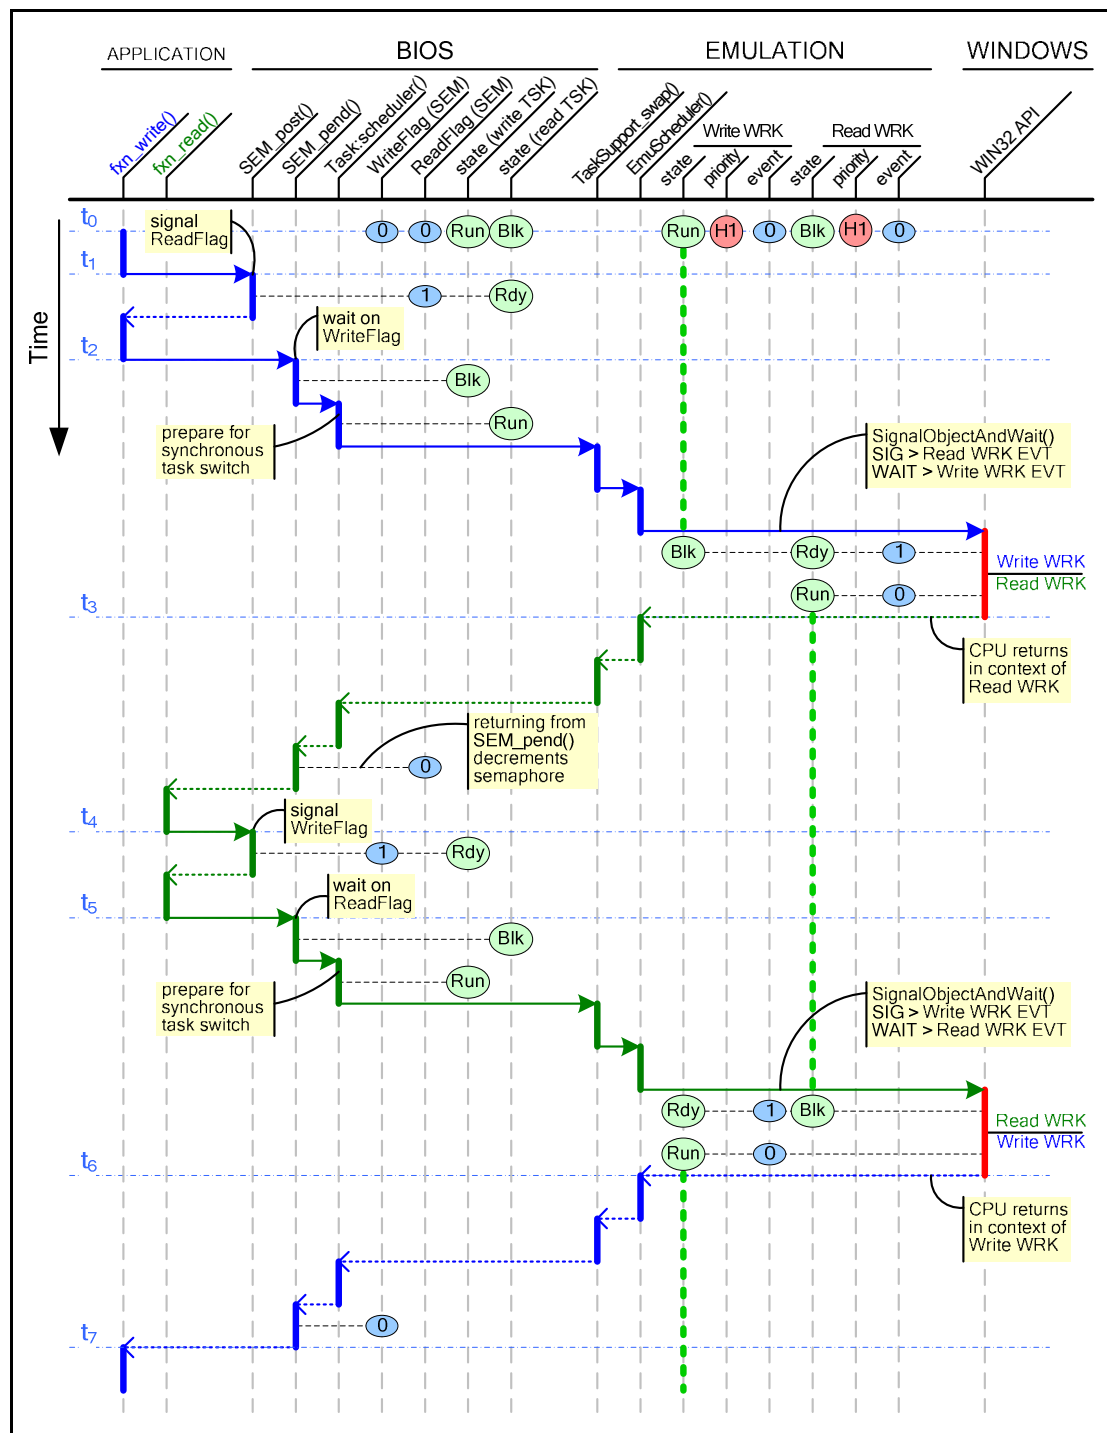 APPLICATION BIOS EMULATION WINDOWS
fxn_write()
fxn_read()
SEM_post()
SEM_pend()
Task:scheduler()
WriteFlag (SEM)
ReadFlag (SEM)
state (write TSK)
state (read TSK)
TaskSupport_swap()
EmuScheduler()
Write WRK
state
priority
event
Read WRK
state
priority
event
WIN32 API
Time
t0
signal
ReadFlag
0 0 Run Blk Run H1 0 Blk H1 0
t1
1 Rdy
wait on
WriteFlag
t2
Blk
Run
prepare for
synchronous
task switch
SignalObjectAndWait()
SIG > Read WRK EVT
WAIT > Write WRK EVT
Blk Rdy 1
Write WRK
Read WRK
Run 0
t3
CPU returns
in context of
Read WRK
returning from
SEM_pend()
decrements
semaphore
0
signal
WriteFlag
t4
1 Rdy
wait on
ReadFlag
t5
Blk
Run
prepare for
synchronous
task switch
SignalObjectAndWait()
SIG > Write WRK EVT
WAIT > Read WRK EVT
Rdy 1 Blk
Read WRK
Write WRK
Run 0
t6
CPU returns
in context of
Write WRK
0
t7